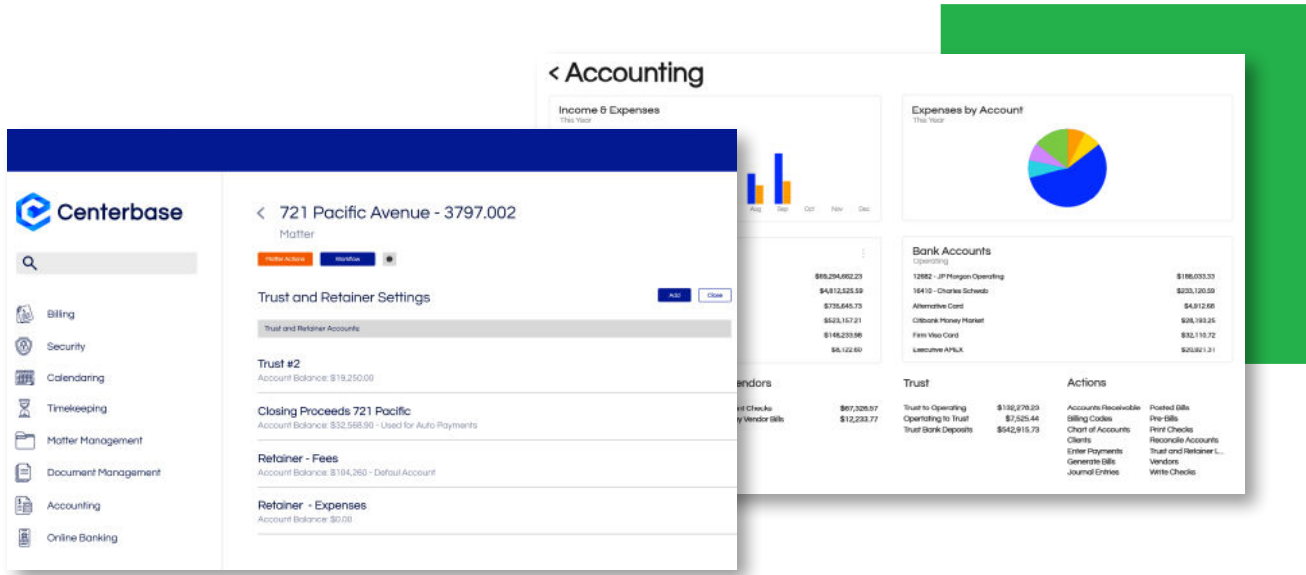 < Accounting
Income & Expenses
This Year
Aug Sep Oct Nov Dec
Expenses by Account
This Year
$4,812,525.59
$735,645.73
$523,157.21
$148,233.98
$8,122.60
Bank Accounts
Operating
12682 - JP Morgan Operating $186,033.33
16410 - Charles Schwab $233,120.59
Alternative Card $4,912.68
Citibank Money Market $28,193.25
Firm Visa Card $32,110.72
Executive AMEX $20,921.31
endors
nt Checks $67,326.57
y Vendor Bills $12,233.77
Trust
Trust to Operating $132,276.23
Opertating to Trust $7,525.44
Trust Bank Deposits $542,915.73
Actions
Accounts Receivable Posted Bills
Billing Codes Pre-Bills
Chart of Accounts Print Checks
Clients Reconcile Accounts
Enter Payments Trust and Retainer L...
Generate Bills Vendors
Journal Entries Write Checks
Centerbase
Billing
Security
Calendaring
Timekeeping
Matter Management
Document Management
Accounting
Online Banking
< 721 Pacific Avenue - 3797.002
Matter
Matter Actions Workflow
Trust and Retainer Settings Add Close
Trust and Retainer Accounts:
Trust #2
Account Balance: $19,250.00
Closing Proceeds 721 Pacific
Account Balance: $32,568.90 - Used for Auto Payments
Retainer - Fees
Account Balance: $104,260 - Defaul Account
Retainer - Expenses
Account Balance: $0.00